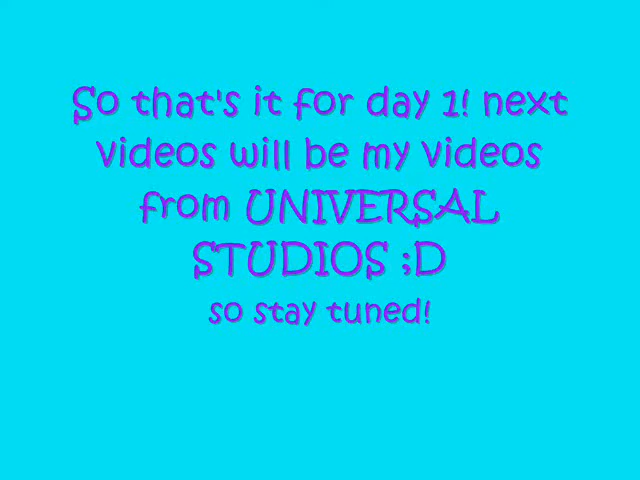 So that's it for day 1! next
videos will be my videos
from UNIVERSAL
STUDIOS ;D
so stay tuned!